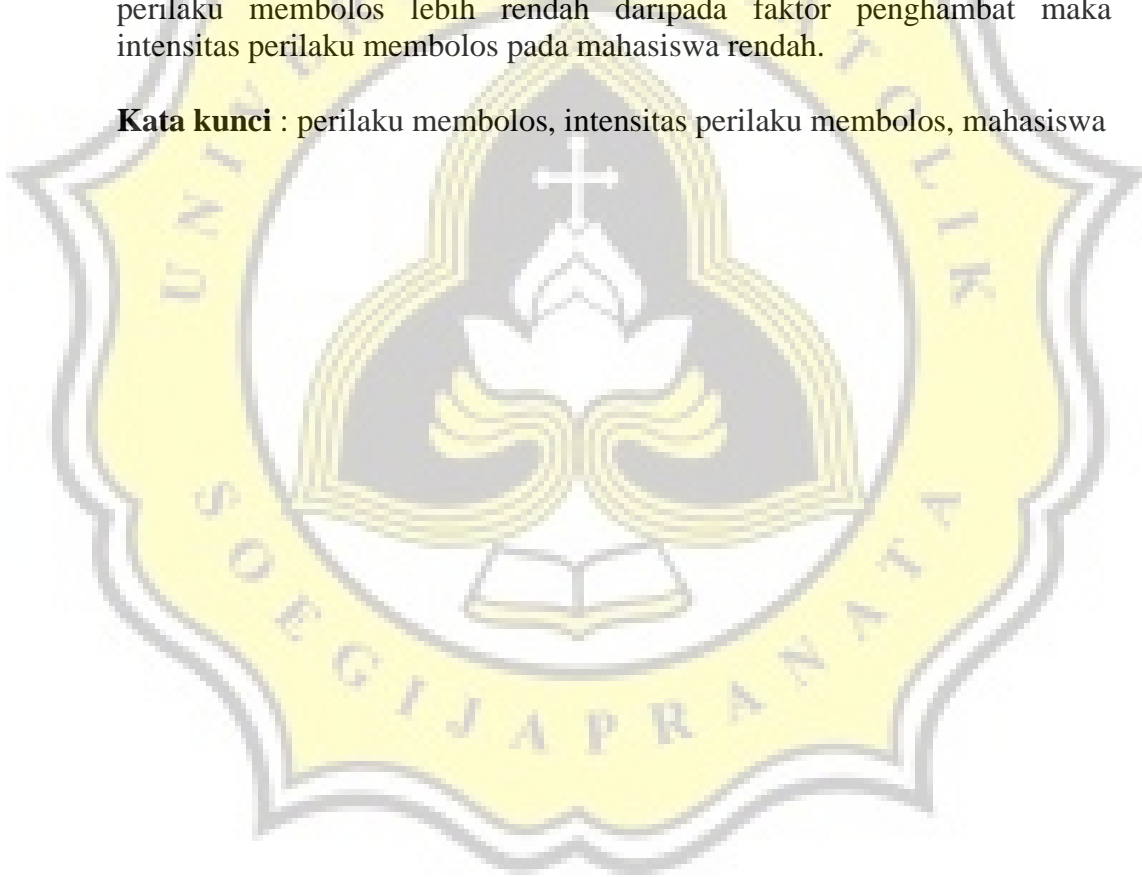 perilaku membolos lebih rendah daripada faktor penghambat maka
intensitas perilaku membolos pada mahasiswa rendah.
Kata kunci : perilaku membolos, intensitas perilaku membolos, mahasiswa
SOEGIJAPRANATA